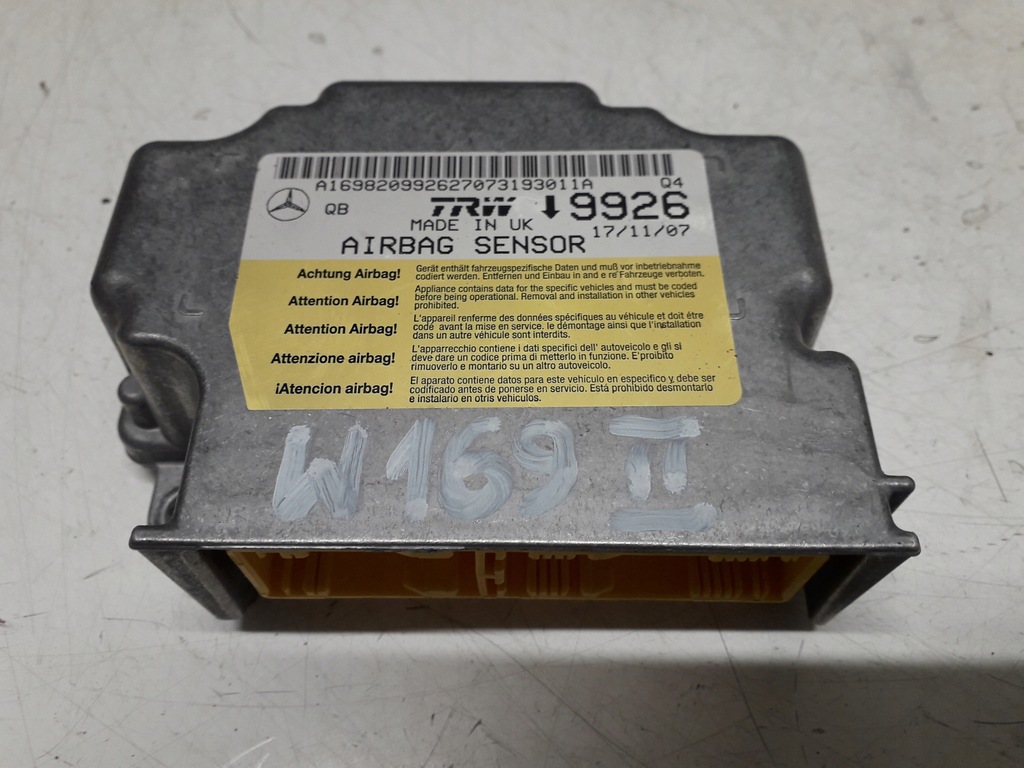 A1698209926270731930​11A Q4
QB TRW ↓9926
MADE IN UK 17/11/07
AIRBAG SENSOR
Achtung Airbag! Gerät enthält fahrzeugspezifische Daten und muß vor inbetriebnahme
codiert werden. Entfernen und Einbau in and e re Fahrzeuge verboten.
Attention Airbag! Appliance contains data for the specific vehicles and must be coded
before being operational. Removal and installation in other vehicles
prohibited.
Attention Airbag! L'appareil renferme des données spécifiques au véhicule et doit être
codé avant la mise en service. le démontage ainsi que l'installation
dans un autre véhicule sont interdits.
Attenzione airbag! L'apparrecchio contiene i dati specifici dell' autoveicolo e gli si
deve dare un codice prima di metterlo in funzione. E'proibito
rimuoverlo e montario su un altro autoveicolo.
¡Atencion airbag! El aparato contiene datos para este vehiculo en especifico y, debe ser
codificado antes de ponerse en servicio. Está prohibido desmontarlo
e instalario en otris vehiculos.
W169 II